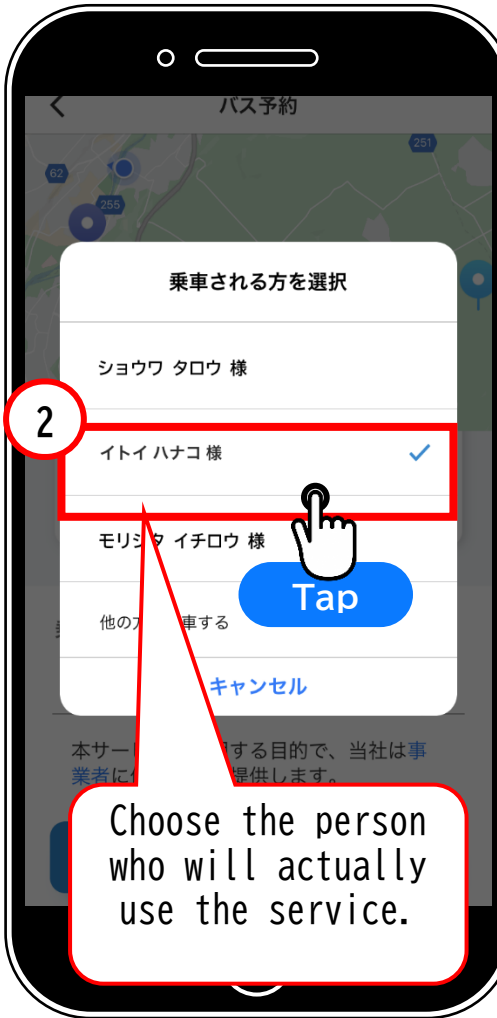 バス予約
251
62
255
乗車される方を選択
ショウワ タロウ 様
2
イトイ ハナコ 様
モリシタ イチロウ 様
Tap
他の 車する
キャンセル
本サー する目的で、当社は事
業者に 提供します。
Choose the person
who will actually
use the service.